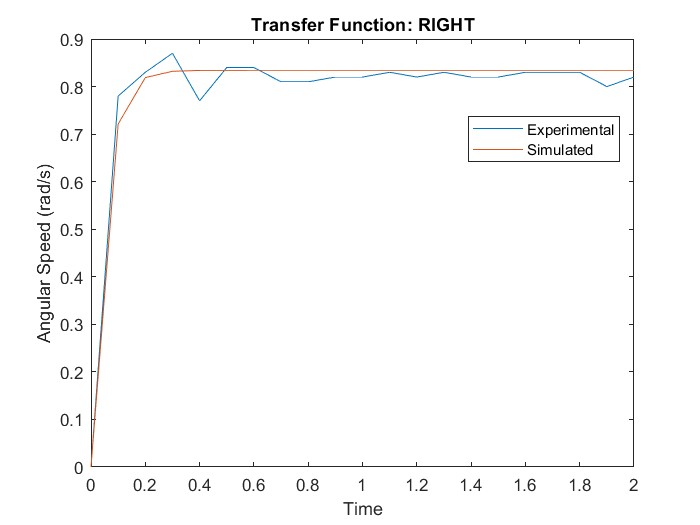 Transfer Function: RIGHT
0.9
0.8
0.7
0.6
0.5
0.4
0.3
0.2
0.1
0
Angular Speed (rad/s)
Experimental
Simulated
0 0.2 0.4 0.6 0.8 1 1.2 1.4 1.6 1.8 2
Time